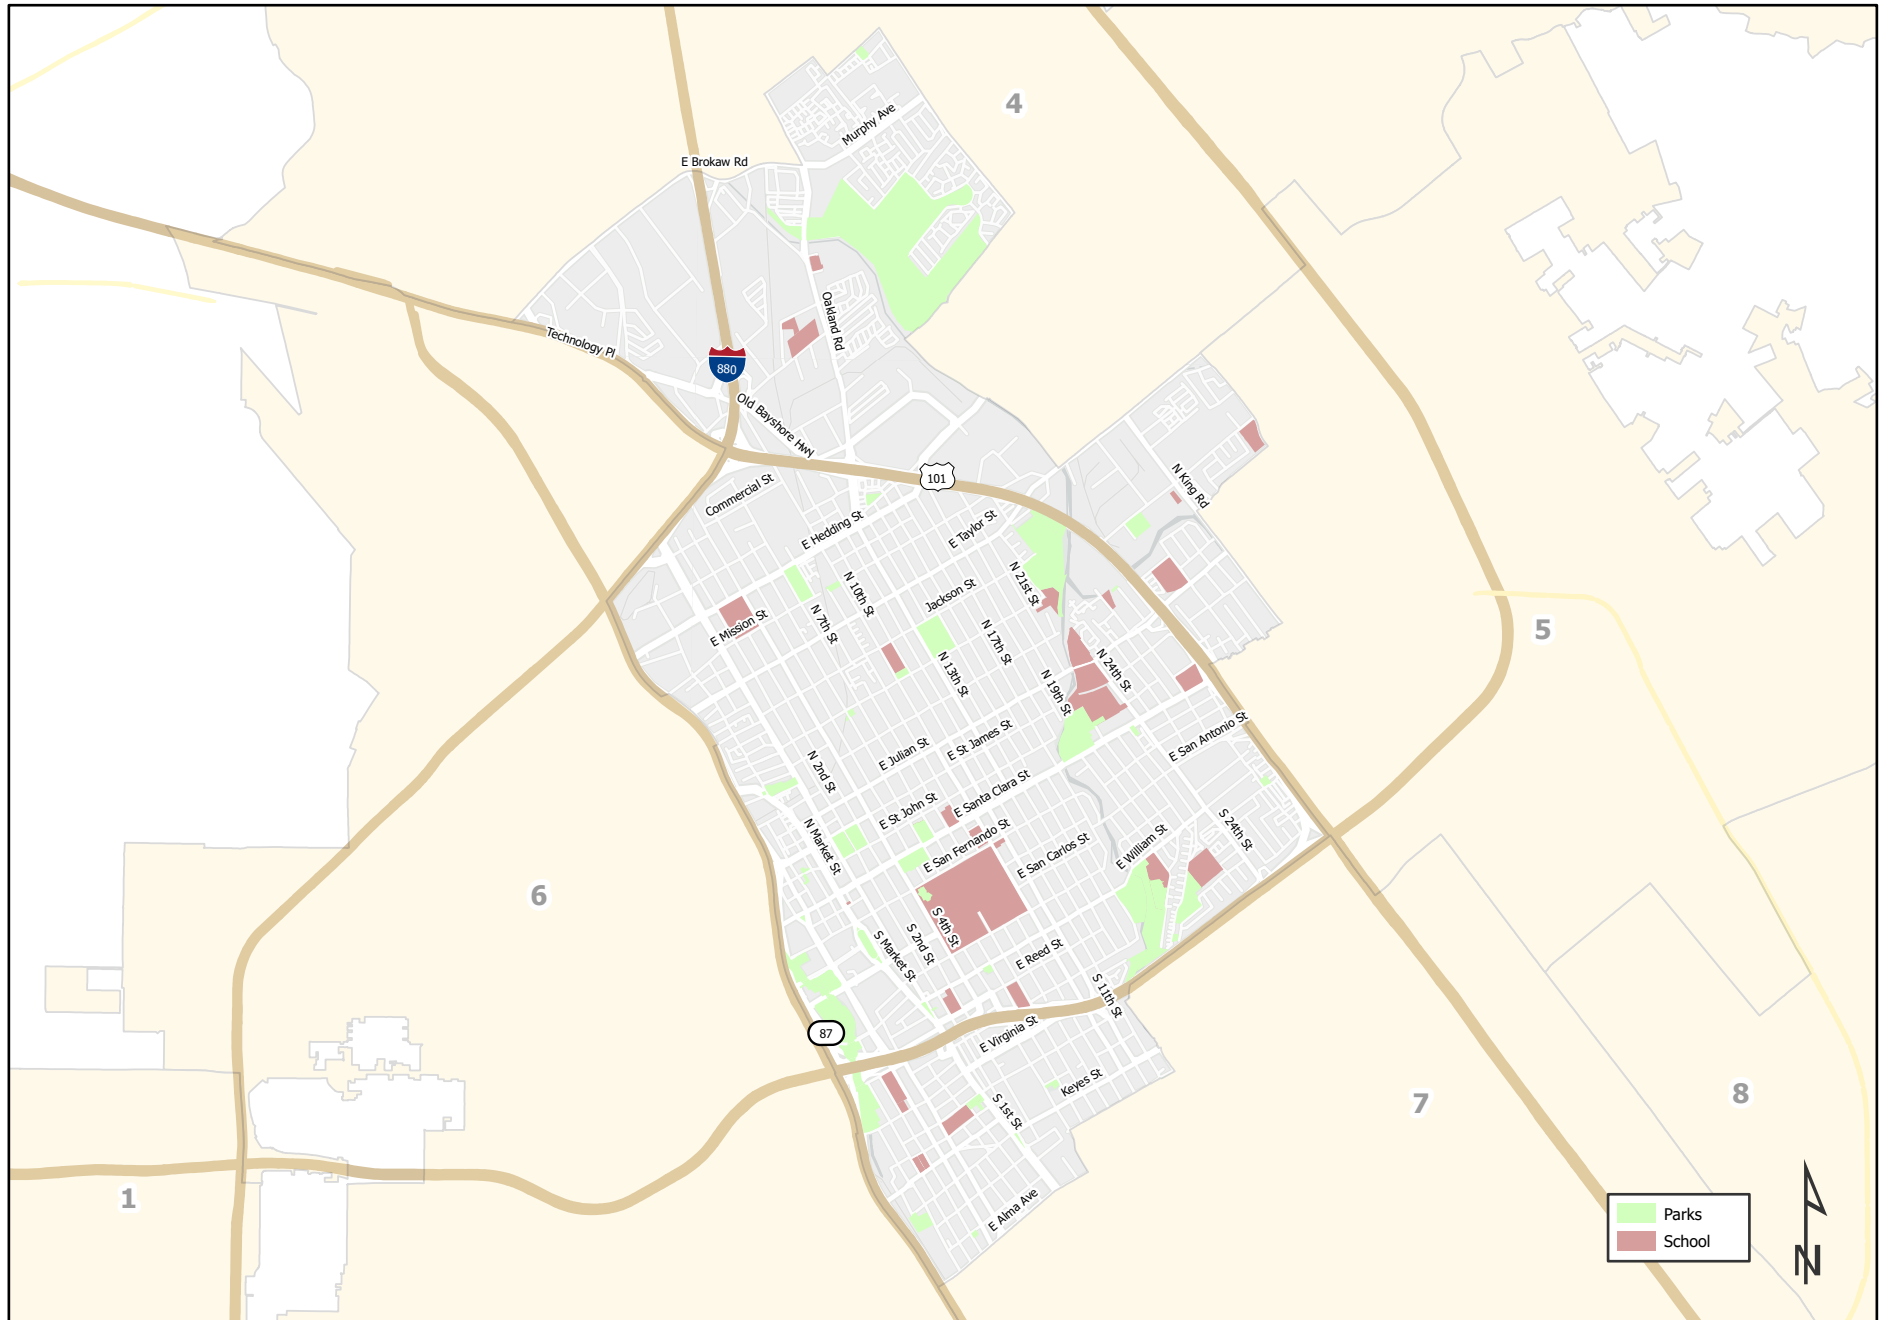 4
Murphy Ave
E Brokaw Rd
Oakland Rd
Technology Pl
880
Old Bayshore Hwy
101
N King Rd
Commercial St
E Hedding St
E Taylor St
N 21st St
N 10th St
Jackson St
N 7th St
E Mission St
N 17th St
5
N 13th St
N 24th St
N 19th St
E San Antonio St
E St James St
E Julian St
N 2nd St
E Santa Clara St
E St John St
S 24th St
N Market St
E San Fernando St
E San Carlos St
E William St
6
S 4th St
S 2nd St
S Market St
E Reed St
S 11th St
87
E Virginia St
Keyes St
S 1st St
7
8
1
E Alma Ave
Parks
School
N